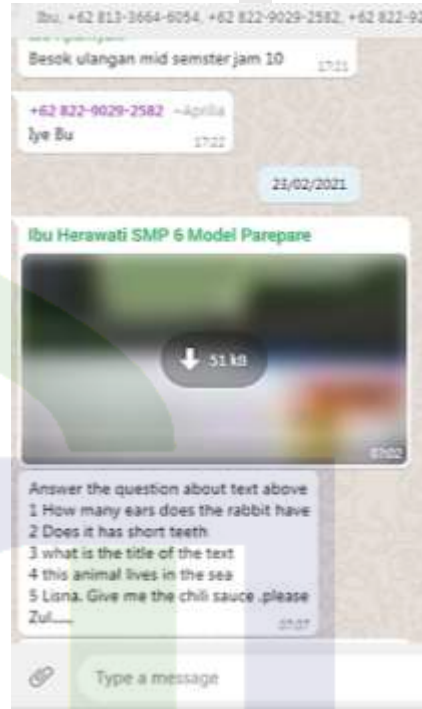 Ibu, +62 813-3664-6054, +62 822-9029-2582, +62 822-92
Besok ulangan mid semster jam 10 17:21
+62 822-9029-2582 ~Aprilia
Iye Bu 17:22
23/02/2021
Ibu Herawati SMP 6 Model Parepare
51 kB
07:02
Answer the question about text above
1 How many ears does the rabbit have
2 Does it has short teeth
3 what is the title of the text
4 this animal lives in the sea
5 Lisna. Give me the chili sauce .please
Zul...... 07:07
Type a message